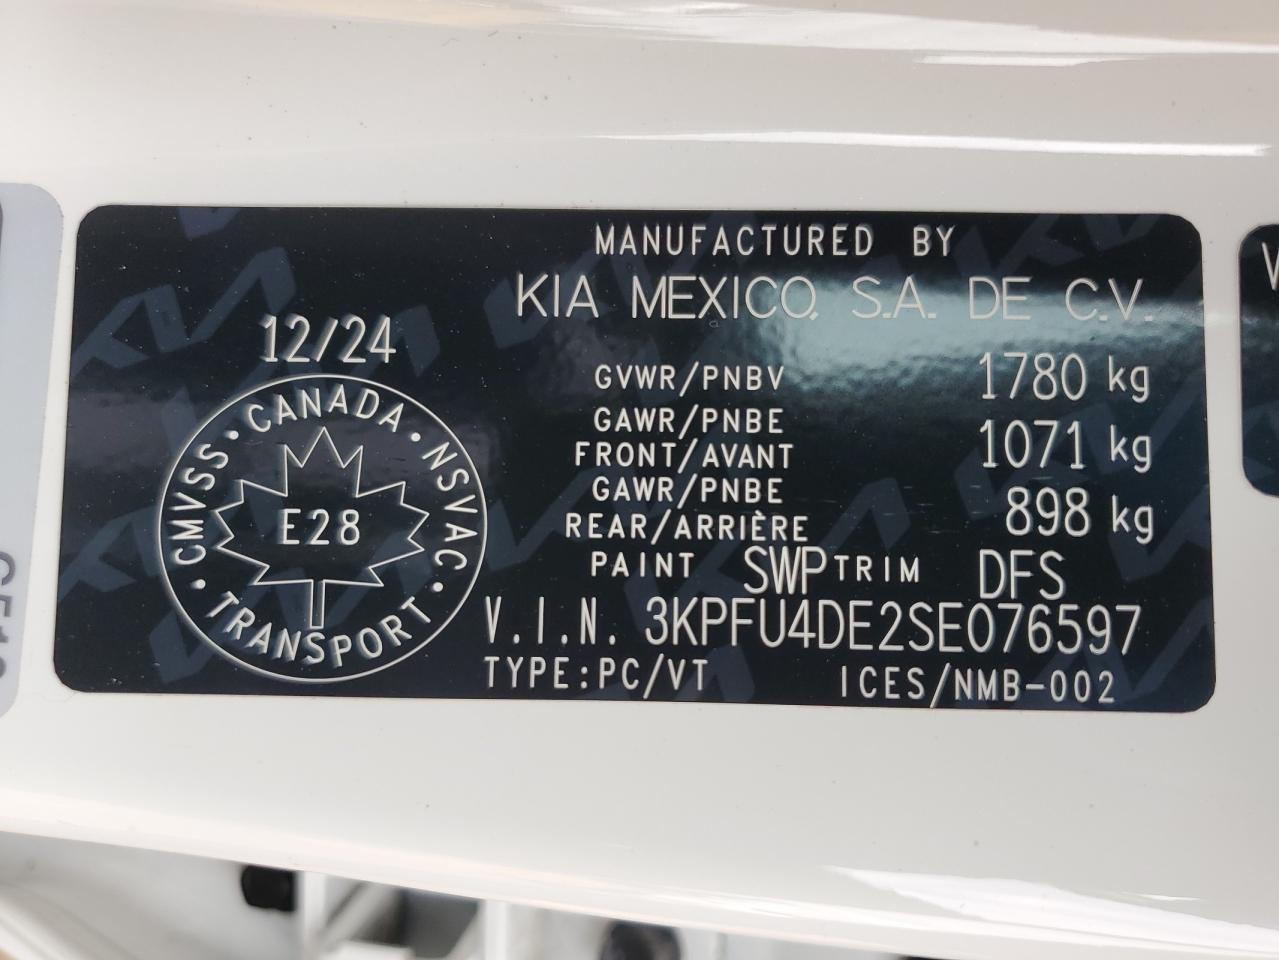 MANUFACTURED BY
KIA MEXICO, S.A. DE C.V.
12/24
CMVSS • CANADA • NSVAC • TRANSPORT •
E28
GVWR/PNBV 1780 kg
GAWR/PNBE
FRONT/AVANT 1071 kg
GAWR/PNBE
REAR/ARRIÈRE 898 kg
PAINT SWP TRIM DFS
V.I.N. 3KPFU4DE2SE076597
TYPE:PC/VT ICES/NMB-002